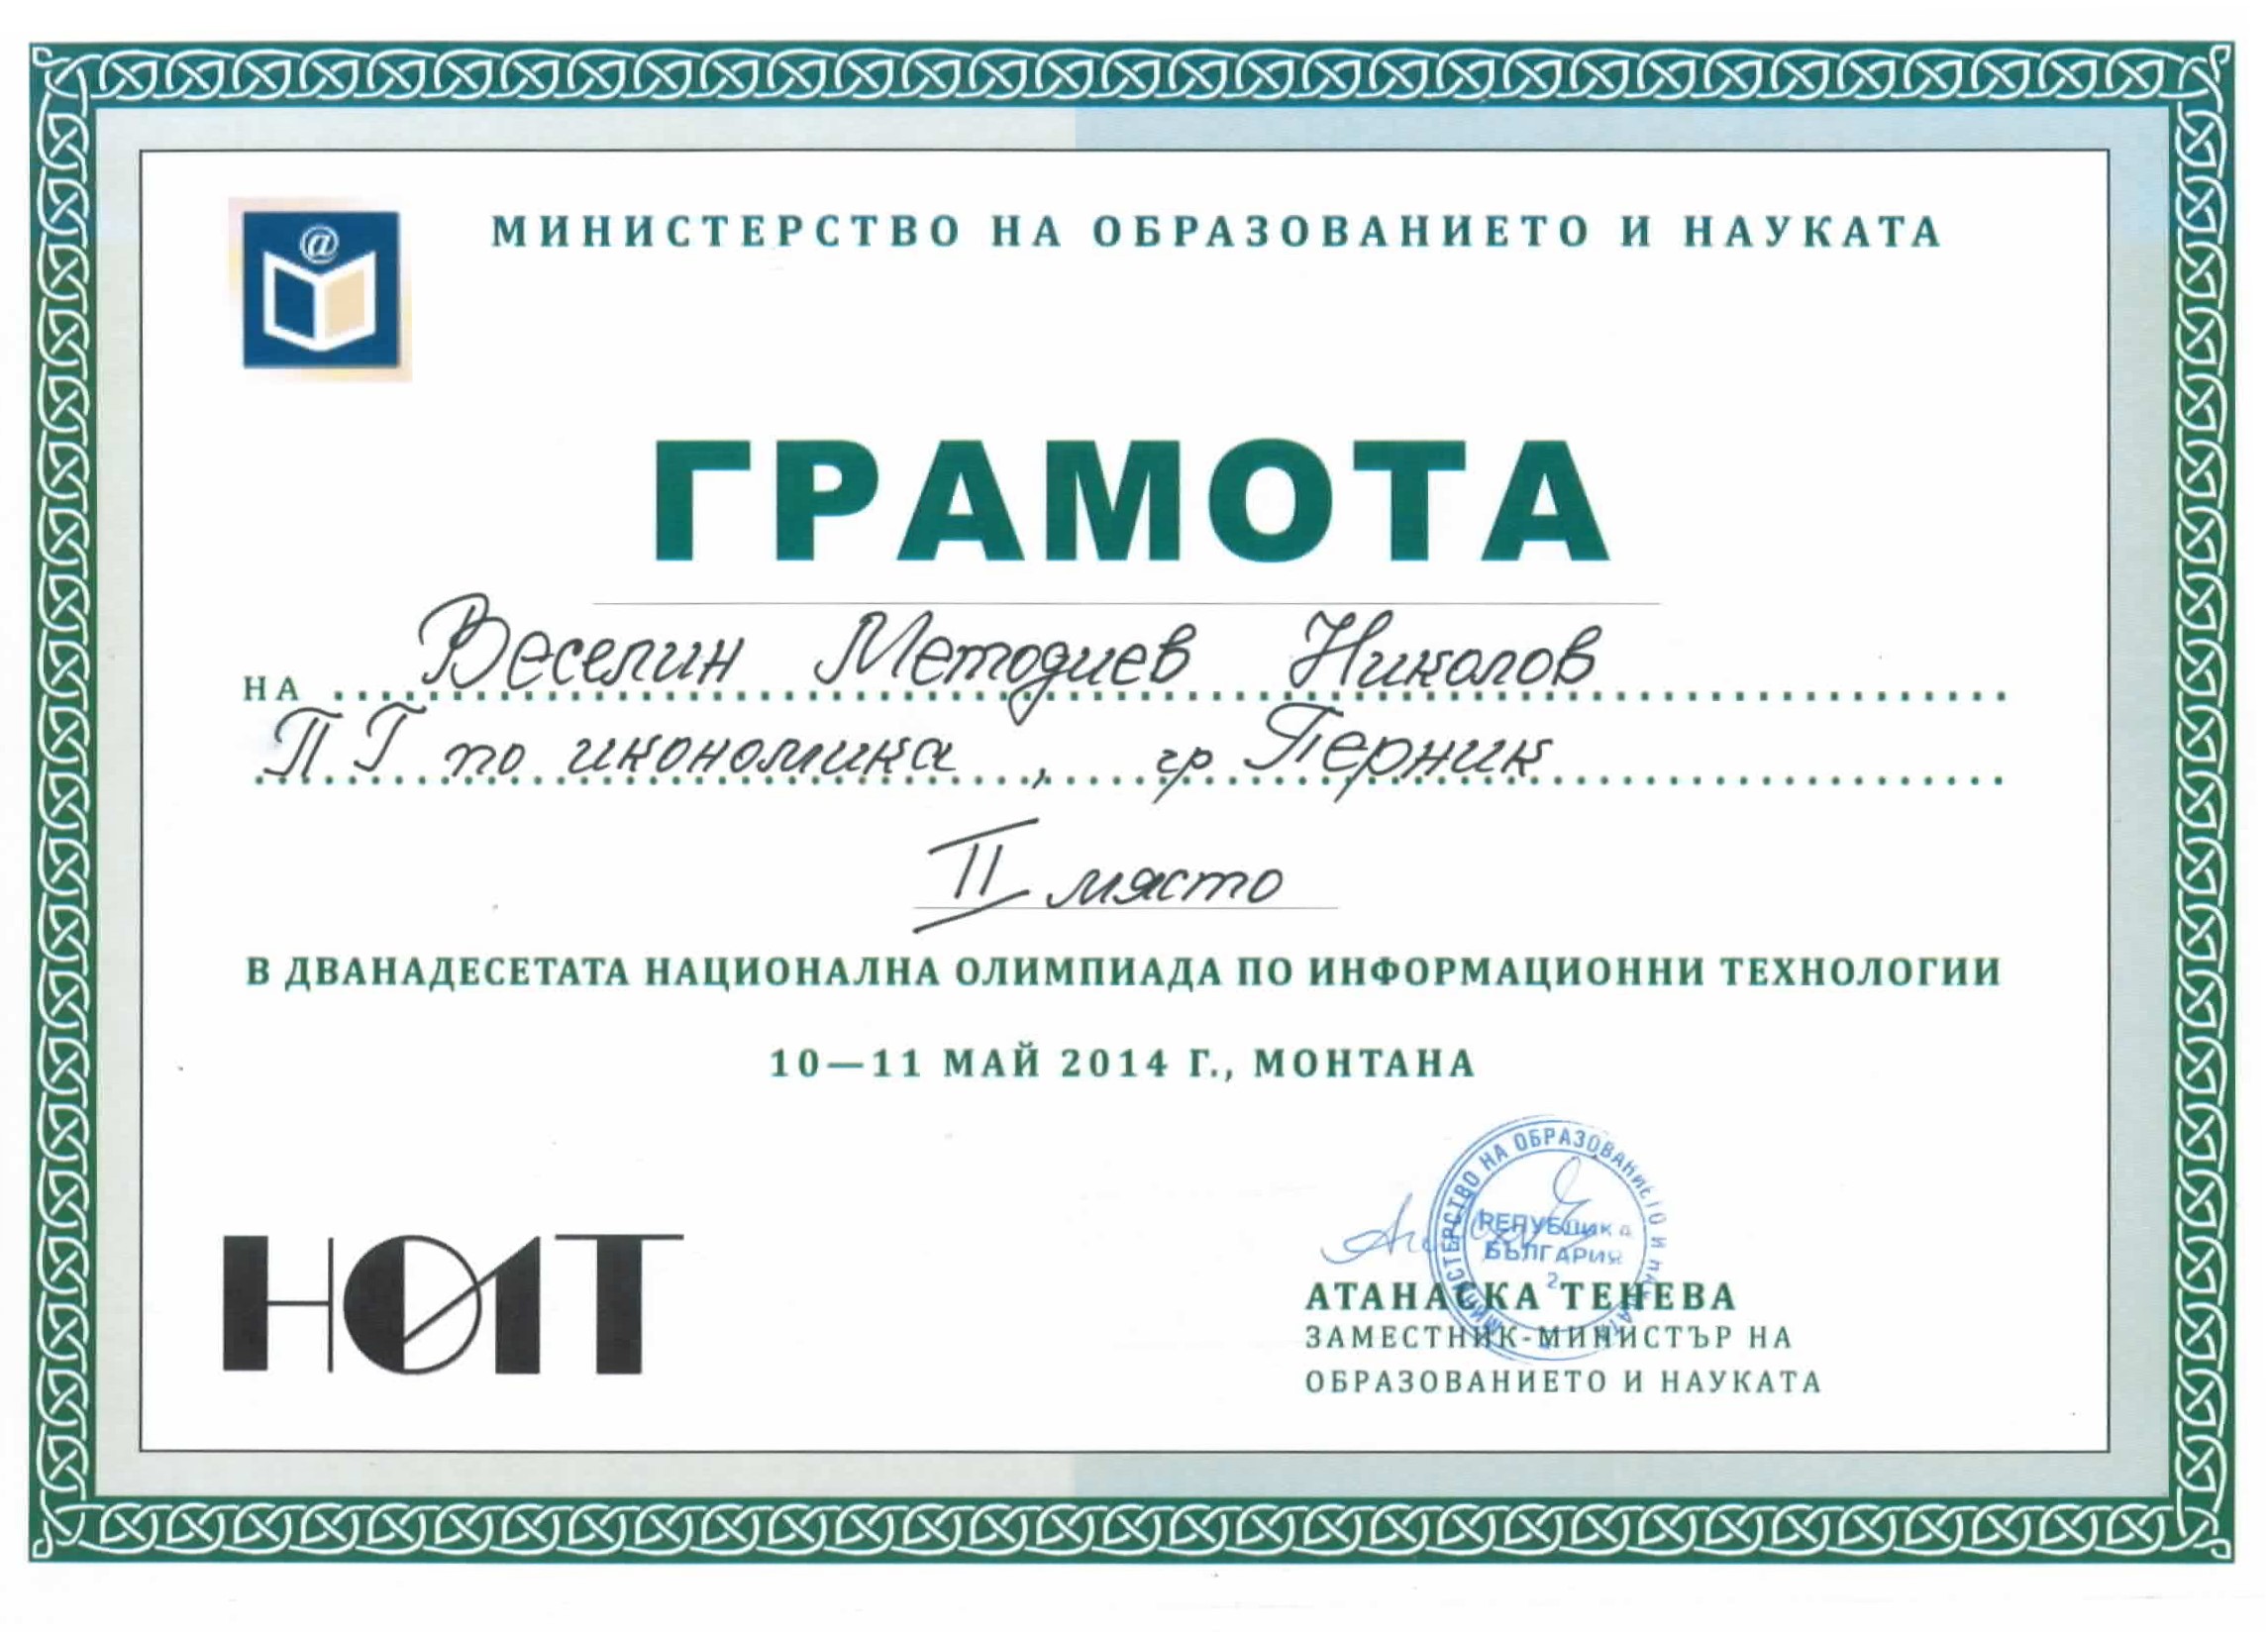 @
МИНИСТЕРСТВО НА ОБРАЗОВАНИЕТО И НАУКАТА
ГРАМОТА
НА Веселин Методиев Николов
ПГ по икономика, гр Перник
II място
В ДВАНАДЕСЕТАТА НАЦИОНАЛНА ОЛИМПИАДА ПО ИНФОРМАЦИОННИ ТЕХНОЛОГИИ
10—11 МАЙ 2014 Г., МОНТАНА
НОИТ
МИНИСТЕРСТВО НА ОБРАЗОВАНИЕТО И НАУКАТА
РЕПУБЛИКА
БЪЛГАРИЯ
2
АТАНАСКА ТЕНЕВА
ЗАМЕСТНИК-МИНИСТЪР НА
ОБРАЗОВАНИЕТО И НАУКАТА